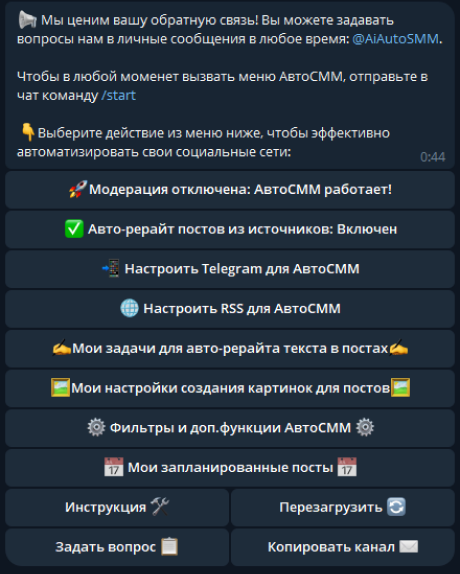 📢 Мы ценим вашу обратную связь! Вы можете задавать
вопросы нам в личные сообщения в любое время: @AiAutoSMM.
Чтобы в любой моменет вызвать меню АвтоСММ, отправьте в
чат команду /start
👇Выберите действие из меню ниже, чтобы эффективно
автоматизировать свои социальные сети:
0:44
🚀Модерация отключена: АвтоСММ работает!
✅ Авто-рерайт постов из источников: Включен
📲 Настроить Telegram для АвтоСММ
🌐 Настроить RSS для АвтоСММ
✍️Мои задачи для авто-рерайта текста в постах✍️
🖼Мои настройки создания картинок для постов🖼
⚙️ Фильтры и доп.функции АвтоСММ ⚙️
📅 Мои запланированные посты 📅
Инструкция 🛠
Перезагрузить 🔄
Задать вопрос 📋
Копировать канал ✉️